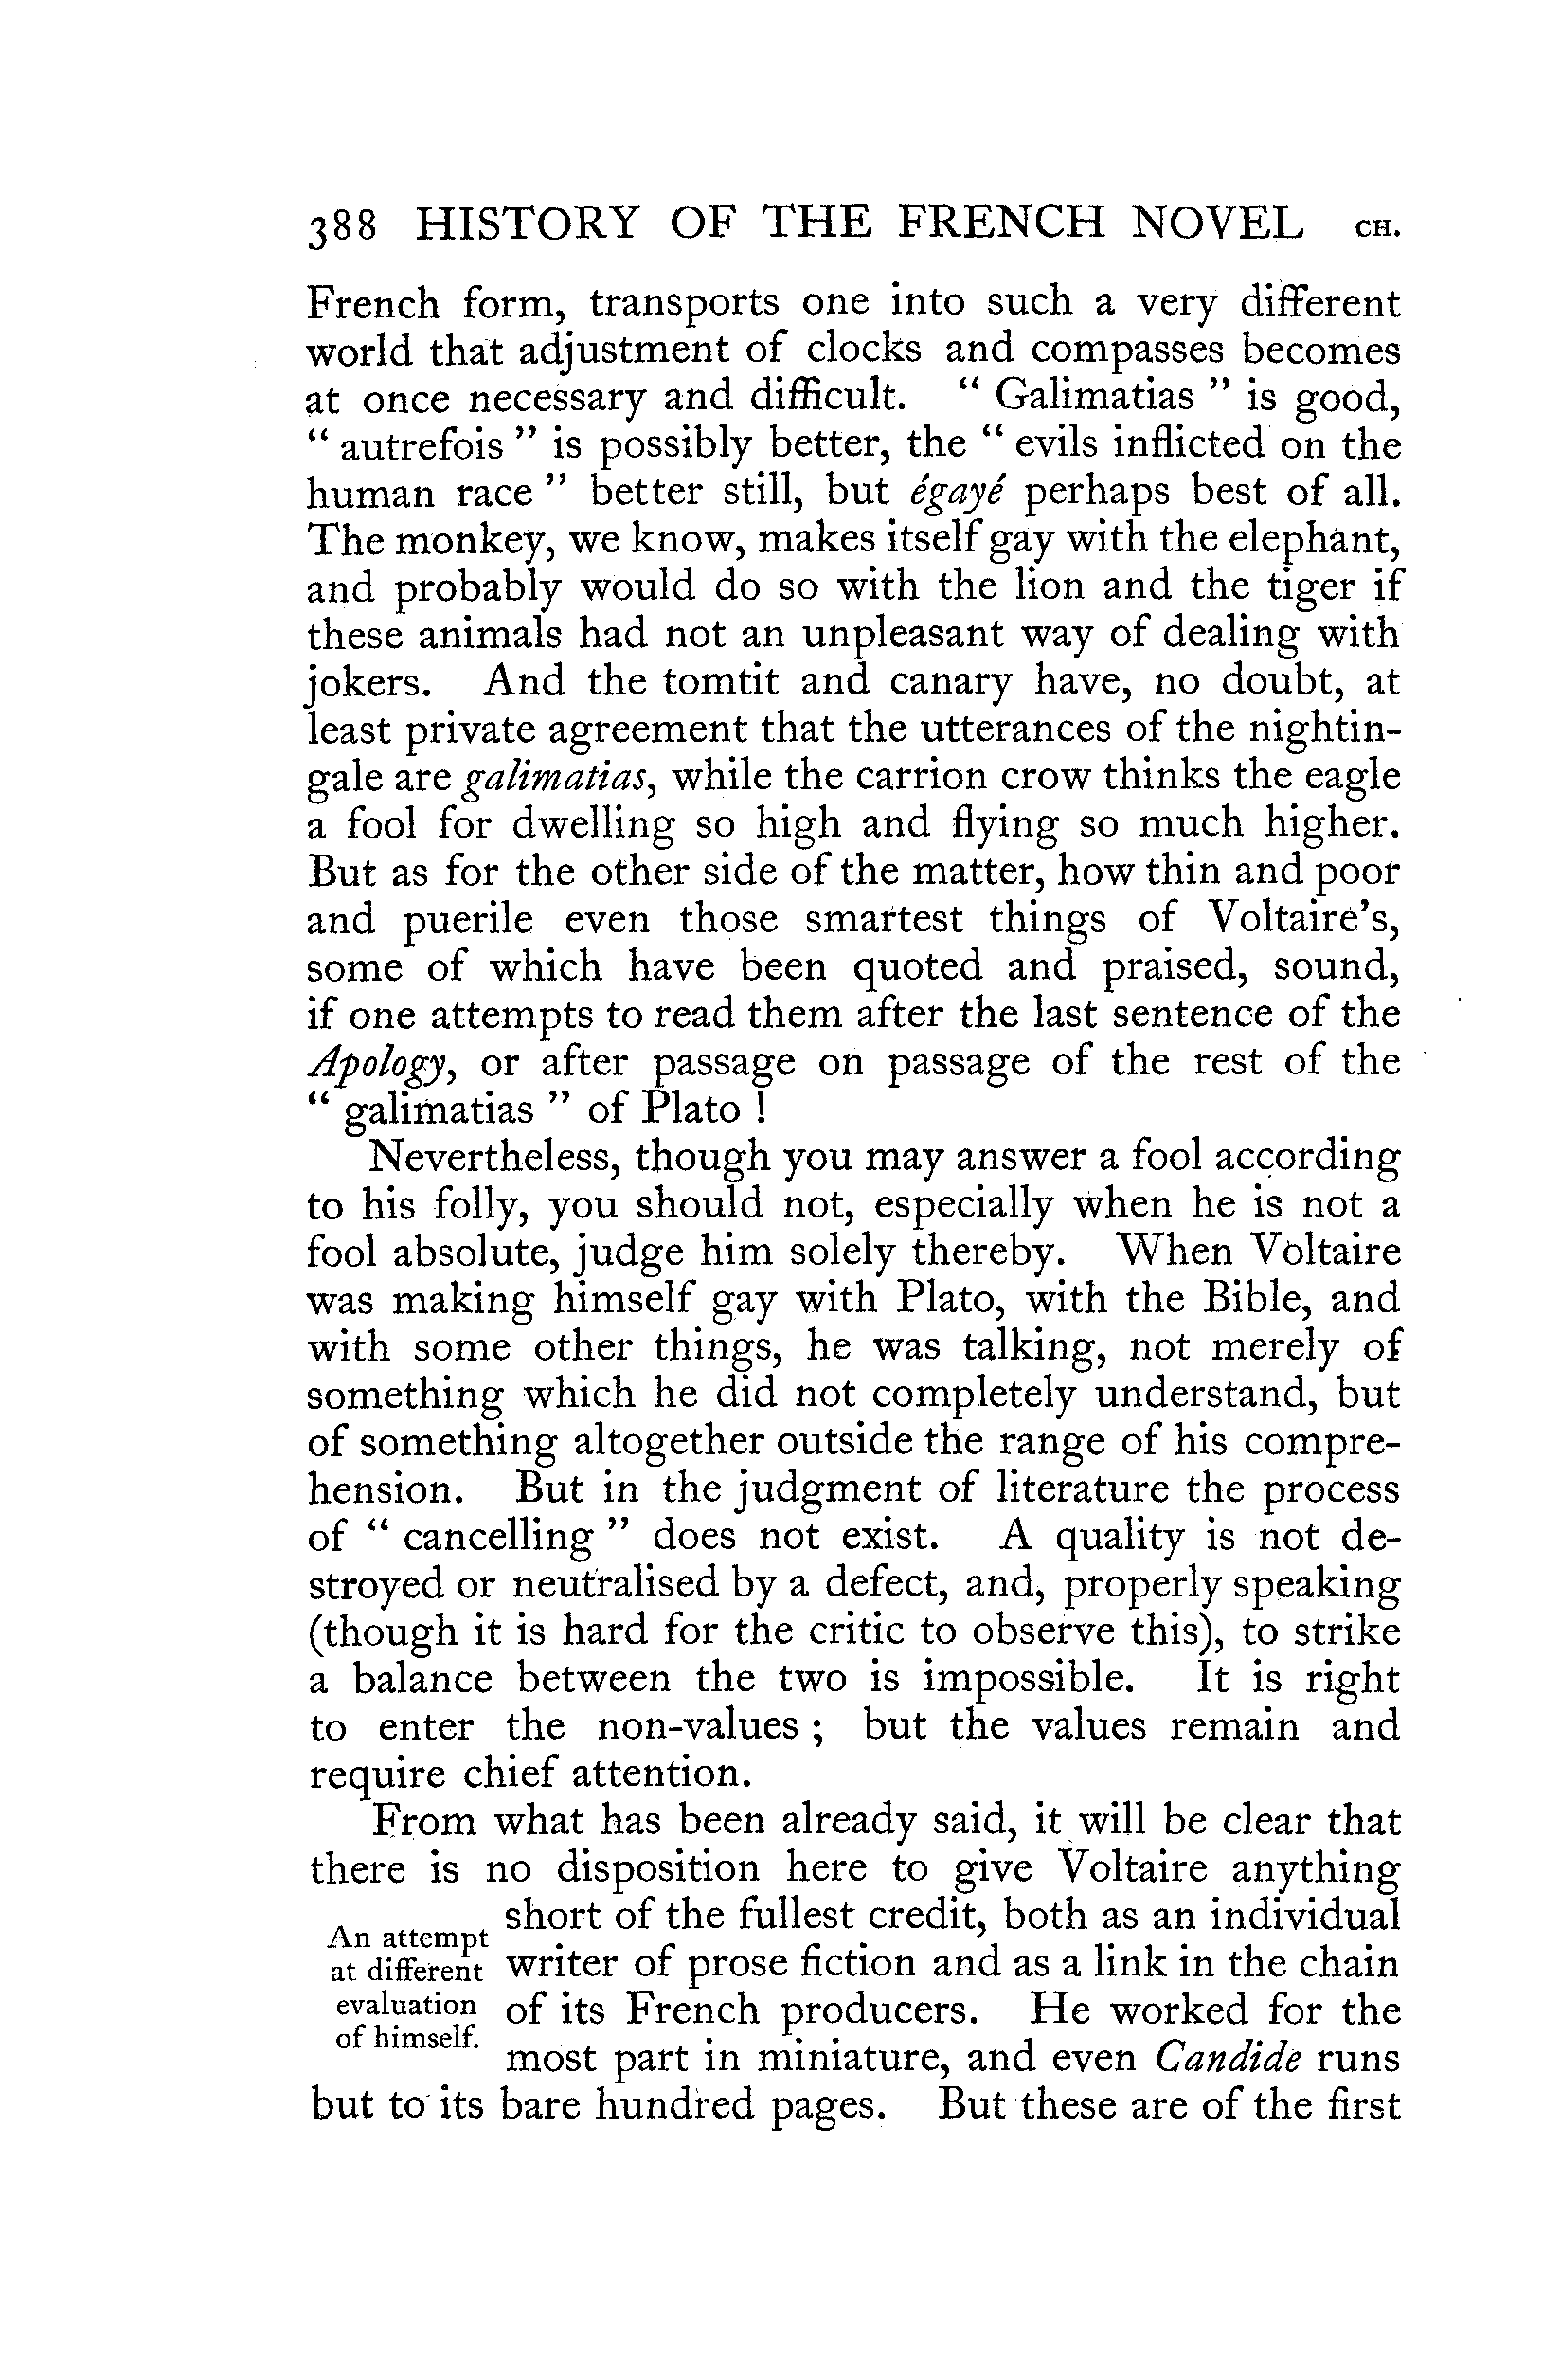 388 HISTORY OF THE FRENCH NOVEL CH.
French form, transports one into such a very different
world that adjustment of clocks and compasses becomes
at once necessary and difficult. “ Galimatias ” is good,
“ autrefois ” is possibly better, the “ evils inflicted on the
human race ” better still, but égayé perhaps best of all.
The monkey, we know, makes itself gay with the elephant,
and probably would do so with the lion and the tiger if
these animals had not an unpleasant way of dealing with
jokers. And the tomtit and canary have, no doubt, at
least private agreement that the utterances of the nightin-
gale are galimatias, while the carrion crow thinks the eagle
a fool for dwelling so high and flying so much higher.
But as for the other side of the matter, how thin and poor
and puerile even those smartest things of Voltaire’s,
some of which have been quoted and praised, sound,
if one attempts to read them after the last sentence of the
Apology, or after passage on passage of the rest of the
“ galimatias ” of Plato !
Nevertheless, though you may answer a fool according
to his folly, you should not, especially when he is not a
fool absolute, judge him solely thereby. When Voltaire
was making himself gay with Plato, with the Bible, and
with some other things, he was talking, not merely of
something which he did not completely understand, but
of something altogether outside the range of his compre-
hension. But in the judgment of literature the process
of “ cancelling ” does not exist. A quality is not de-
stroyed or neutralised by a defect, and, properly speaking
(though it is hard for the critic to observe this), to strike
a balance between the two is impossible. It is right
to enter the non-values ; but the values remain and
require chief attention.
From what has been already said, it will be clear that
there is no disposition here to give Voltaire anything
An attempt
at different
evaluation
of himself.
short of the fullest credit, both as an individual
writer of prose fiction and as a link in the chain
of its French producers. He worked for the
most part in miniature, and even Candide runs
but to its bare hundred pages. But these are of the first